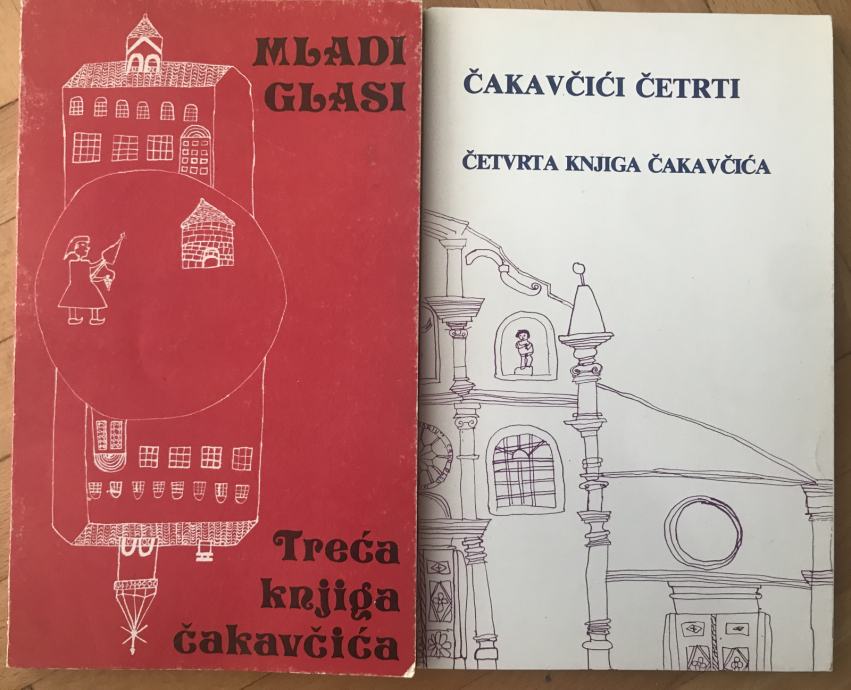 MLADI
GLASI
Treća
knjiga
čakavčića
ČAKAVČIĆI ČETRTI
ČETVRTA KNJIGA ČAKAVČIĆA